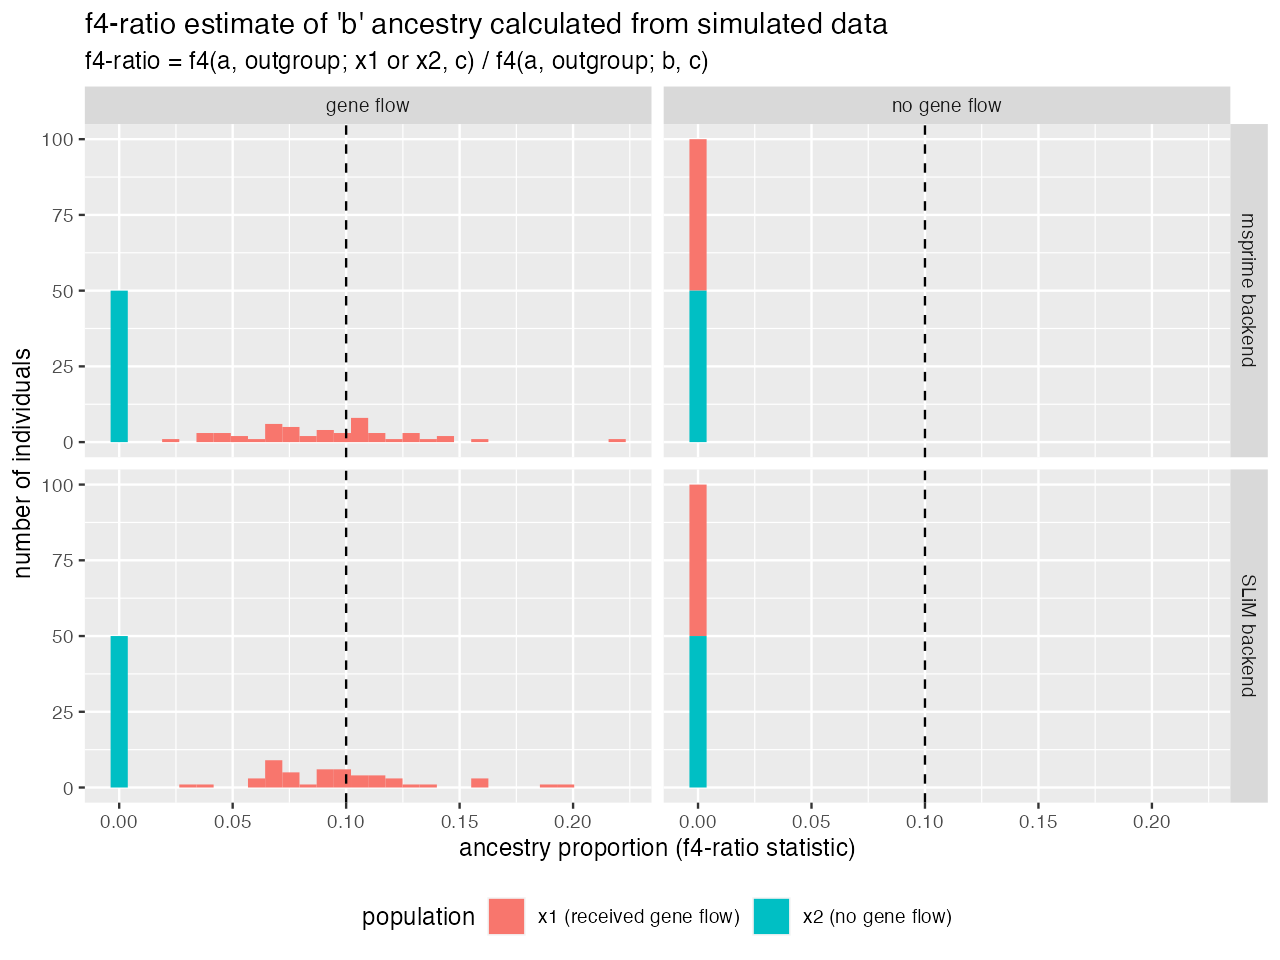 f4-ratio estimate of 'b' ancestry calculated from simulated data
f4-ratio = f4(a, outgroup; x1 or x2, c) / f4(a, outgroup; b, c)
gene flow
no gene flow
number of individuals
100
75
50
25
0
msprime backend
100
75
50
25
0
SLiM backend
0.00 0.05 0.10 0.15 0.20
0.00 0.05 0.10 0.15 0.20
ancestry proportion (f4-ratio statistic)
population x1 (received gene flow) x2 (no gene flow)